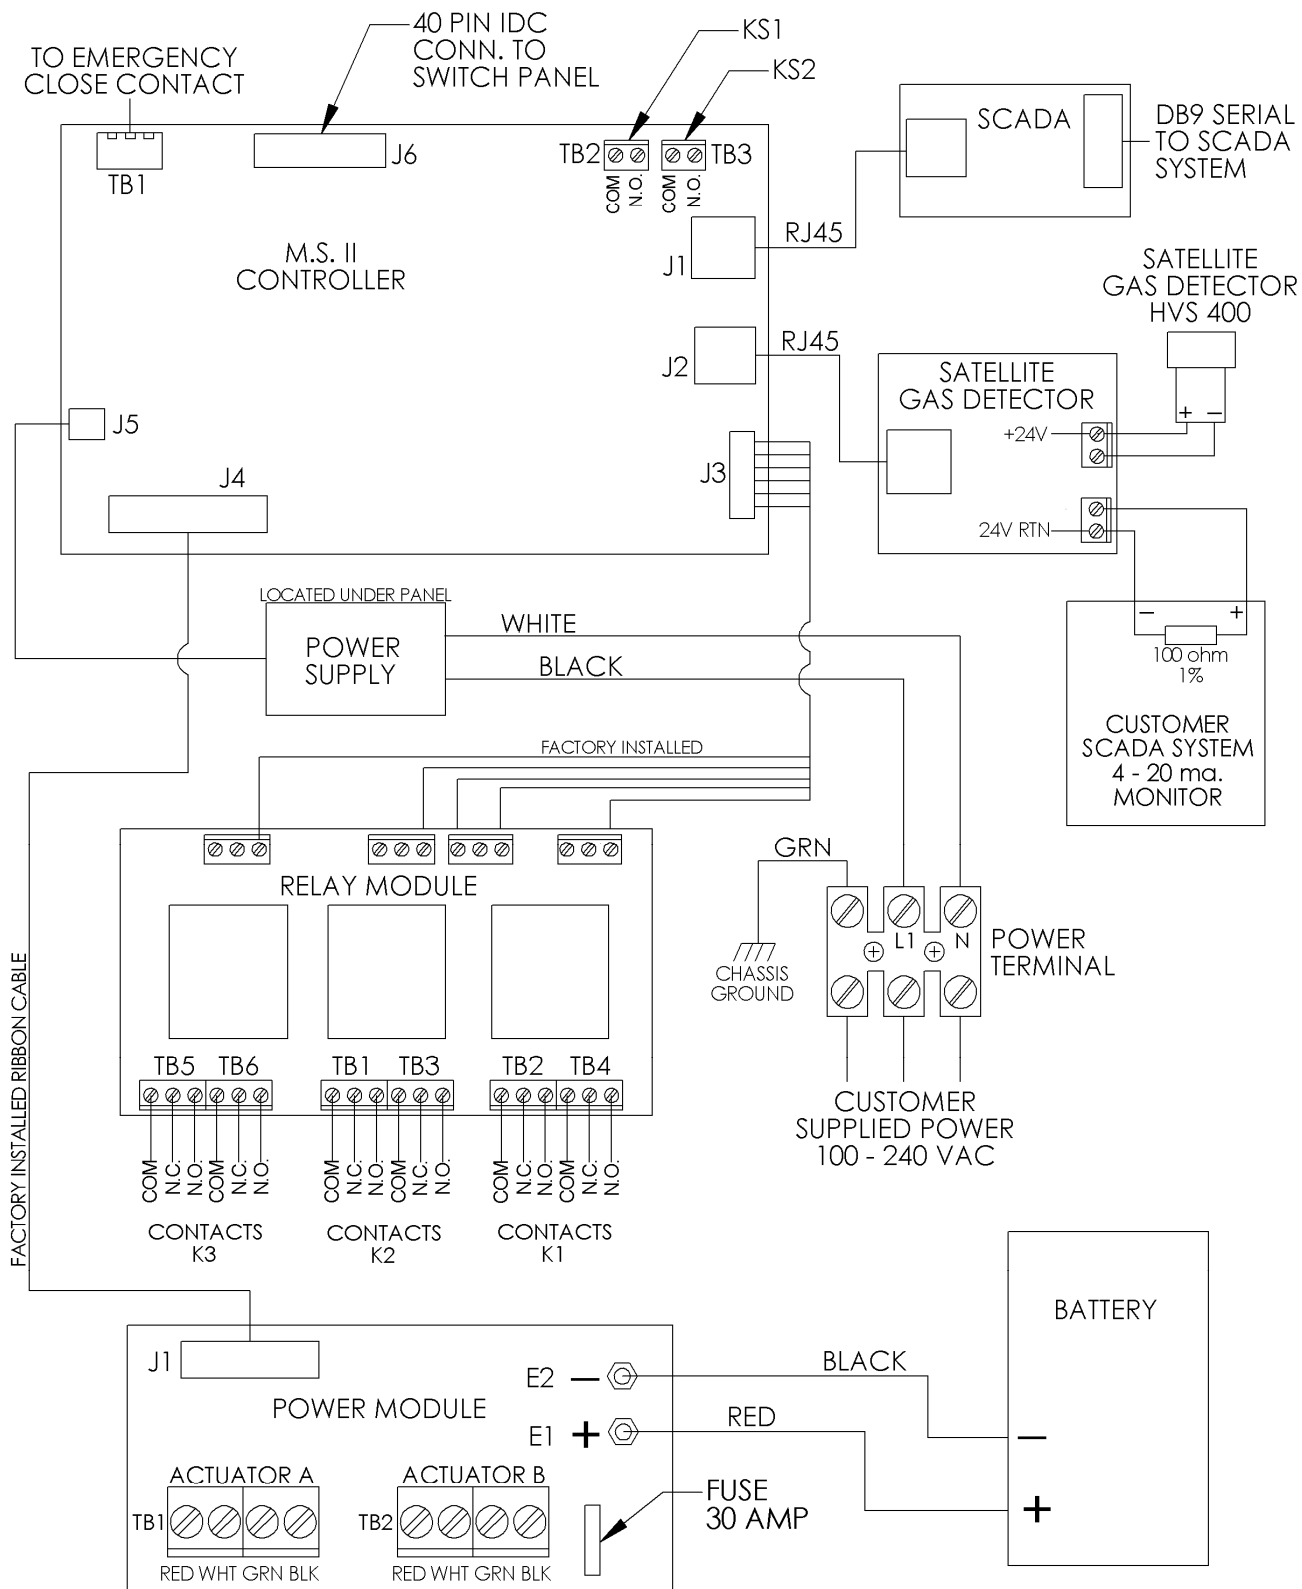 40 PIN IDC
CONN. TO
SWITCH PANEL
KS1
KS2
TO EMERGENCY
CLOSE CONTACT
TB1
J6
TB2
TB3
COM
N.O.
COM
N.O.
SCADA
DB9 SERIAL
TO SCADA
SYSTEM
M.S. II
CONTROLLER
J1
RJ45
J2
RJ45
SATELLITE
GAS DETECTOR
HVS 400
+ −
SATELLITE
GAS DETECTOR
+24V
24V RTN
J5
J4
J3
LOCATED UNDER PANEL
POWER
SUPPLY
WHITE
BLACK
− +
100 ohm
1%
CUSTOMER
SCADA SYSTEM
4 - 20 ma.
MONITOR
FACTORY INSTALLED
RELAY MODULE
GRN
CHASSIS
GROUND
L1
N
POWER
TERMINAL
CUSTOMER
SUPPLIED POWER
100 - 240 VAC
FACTORY INSTALLED RIBBON CABLE
TB5 TB6
TB1 TB3
TB2 TB4
COM N.C. N.O. COM N.C. N.O.
COM N.C. N.O. COM N.C. N.O.
COM N.C. N.O. COM N.C. N.O.
CONTACTS
K3
CONTACTS
K2
CONTACTS
K1
J1
POWER MODULE
E2 −
E1 +
BLACK
RED
BATTERY
−
+
ACTUATOR A
TB1
RED WHT GRN BLK
ACTUATOR B
TB2
RED WHT GRN BLK
FUSE
30 AMP